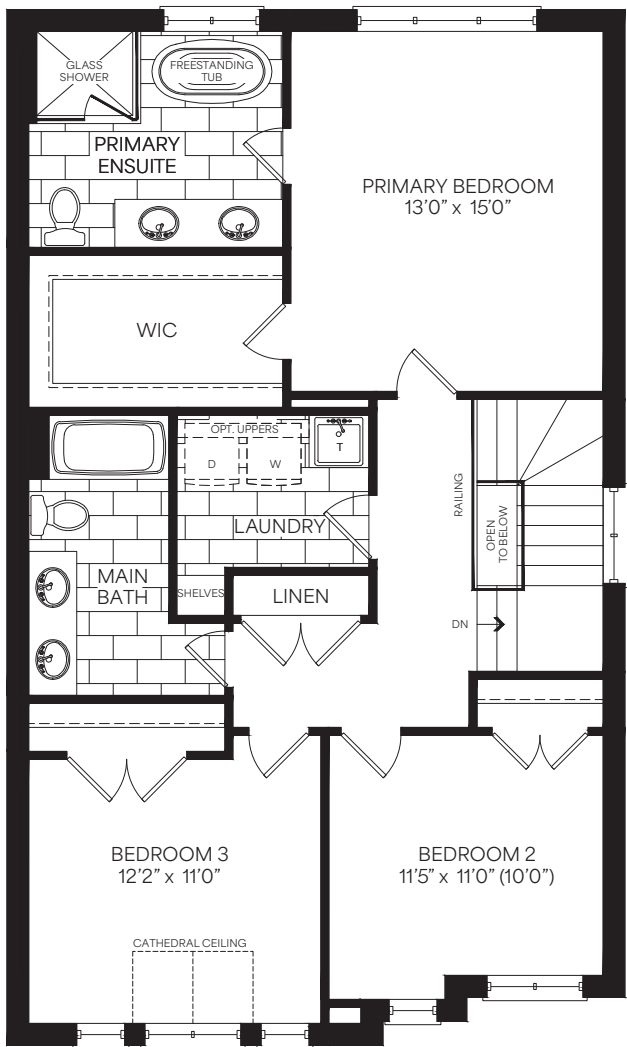 GLASS
SHOWER
FREESTANDING
TUB
PRIMARY
ENSUITE
PRIMARY BEDROOM
13’0” x 15’0”
WIC
OPT. UPPERS
D
W
T
LAUNDRY
RAILING
OPEN
TO BELOW
MAIN
BATH
SHELVES
LINEN
DN
BEDROOM 3
12’2” x 11’0”
BEDROOM 2
11’5” x 11’0” (10’0”)
CATHEDRAL CEILING